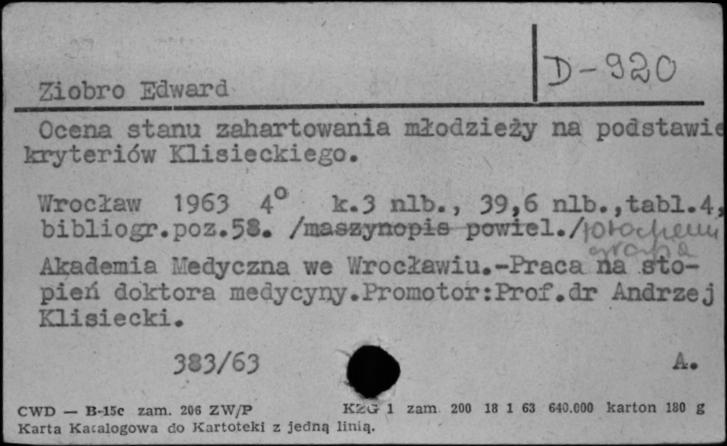 D-920
Ziobro Edward
Ocena stanu zahartowania młodzieży na podstawie
kryteriów Klisieckiego.
Wrocław 1963 4° k.3 nlb., 39,6 nlb.,tabl.4,
bibliogr.poz.58. /maszynopis powiel./
Akademia Medyczna we Wrocławiu.-Praca na sto-
pień doktora medycyny.Promotor:Prof.dr Andrzej
Klisiecki.
383/63 A.
CWD — B-15c zam. 206 ZW/P KZG 1 zam. 200 18 1 63 640.000 karton 180 g
Karta Katalogowa do Kartoteki z jedną linią.